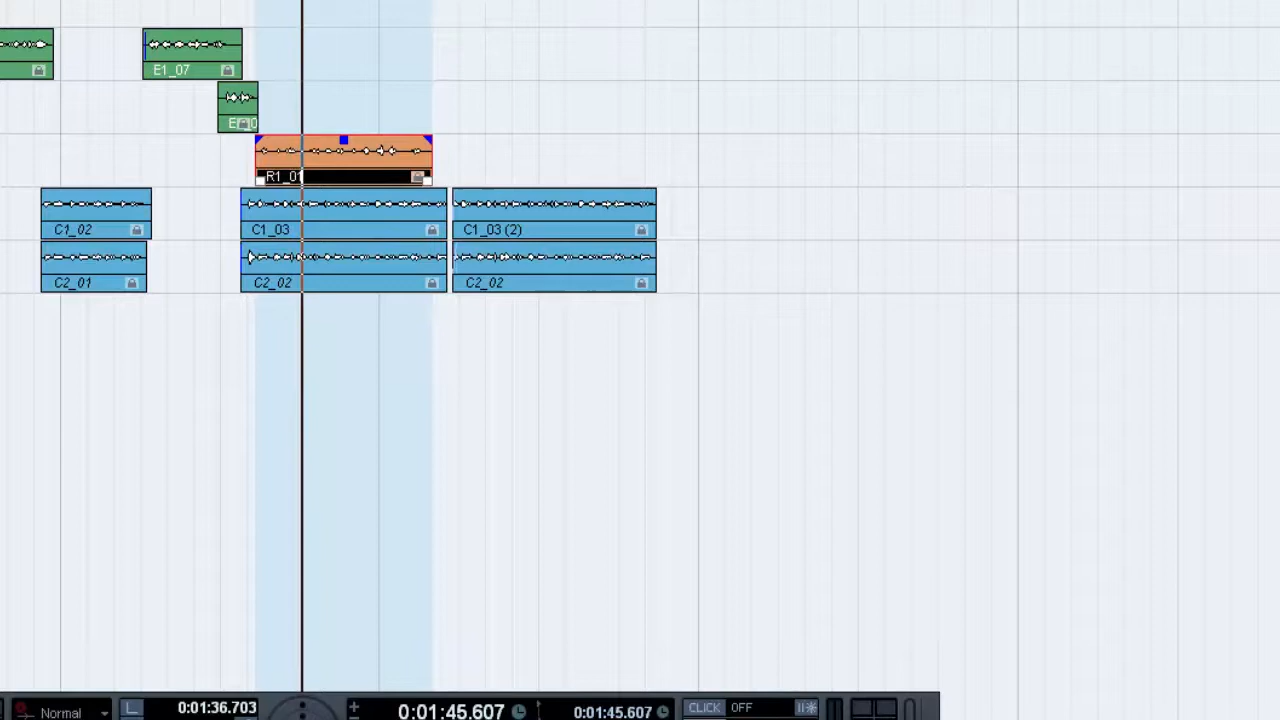 E1_07
R1_01
C1_02
C1_03
C1_03 (2)
C2_01
C2_02
C2_02
Normal
L
0:01:36.703
0:01:45.607
0:01:45.607
CLICK OFF